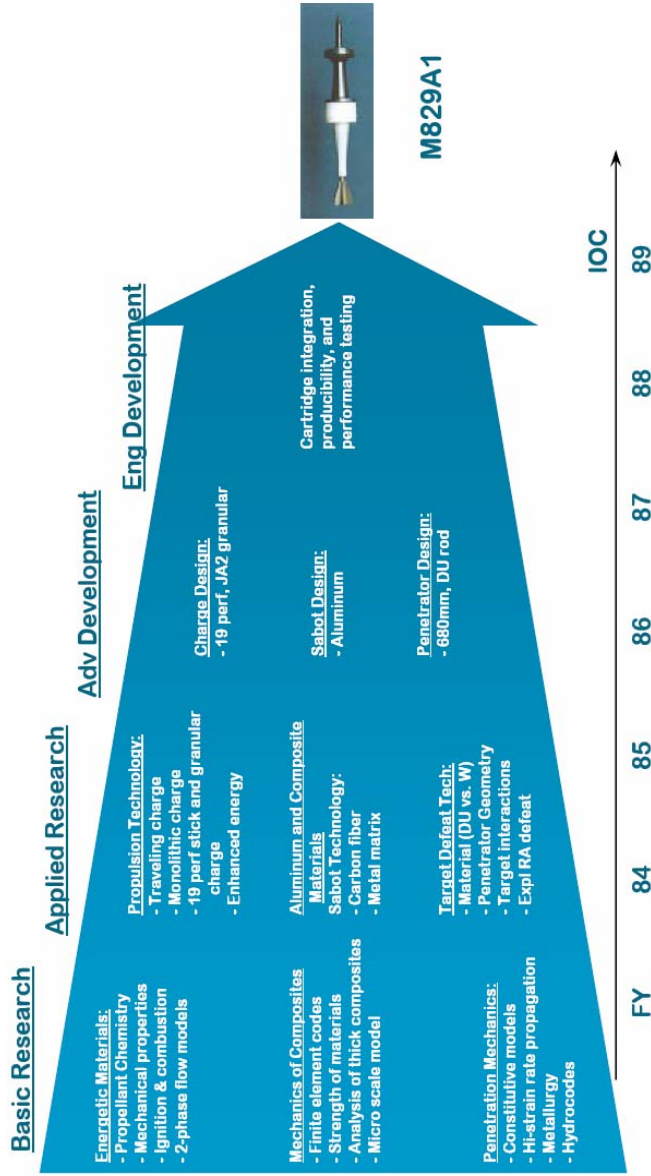 Basic Research
Applied Research
Adv Development
Eng Development
Energetic Materials:
- Propellant Chemistry
- Mechanical properties
- Ignition & combustion
- 2-phase flow models
Mechanics of Composites
- Finite element codes
- Strength of materials
- Analysis of thick composites
- Micro scale model
Penetration Mechanics:
- Constitutive models
- Hi-strain rate propagation
- Metallurgy
- Hydrocodes
Propulsion Technology:
- Traveling charge
- Monolithic charge
- 19 perf stick and granular
charge
- Enhanced energy
Aluminum and Composite
Materials
Sabot Technology:
- Carbon fiber
- Metal matrix
Target Defeat Tech:
- Material (DU vs. W)
- Penetrator Geometry
- Target interactions
- Expl RA defeat
Charge Design:
- 19 perf, JA2 granular
Sabot Design:
- Aluminum
Penetrator Design:
- 680mm, DU rod
Cartridge integration,
producibility, and
performance testing
M829A1
IOC
FY 84 85 86 87 88 89